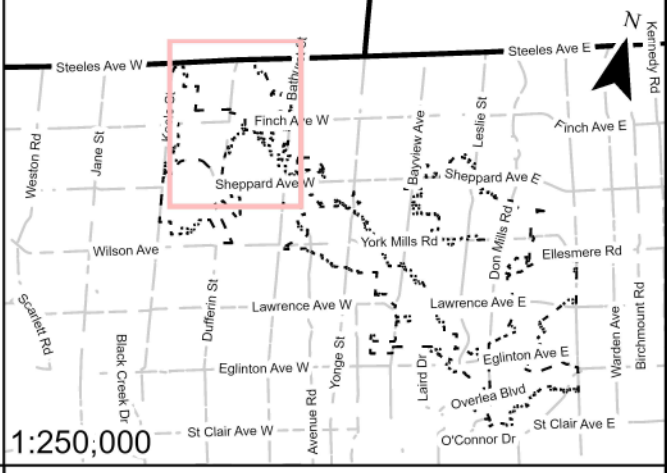 N
Kennedy Rd
Steeles Ave W
Steeles Ave E
Bathurst St
Keele St
Finch Ave W
Finch Ave E
Weston Rd
Jane St
Bayview Ave
Leslie St
Sheppard Ave W
Sheppard Ave E
Wilson Ave
York Mills Rd
Don Mills Rd
Ellesmere Rd
Scarlett Rd
Dufferin St
Lawrence Ave W
Lawrence Ave E
Warden Ave
Birchmount Rd
Black Creek Dr
Eglinton Ave W
Yonge St
Laird Dr
Eglinton Ave E
Avenue Rd
Overlea Blvd
St Clair Ave W
St Clair Ave E
O'Connor Dr
1:250,000